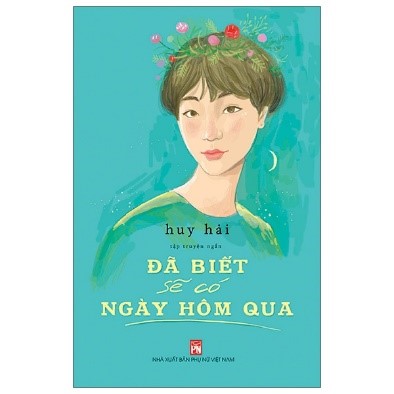 huy hải
tập truyện ngắn
ĐÃ BIẾT
sẽ có
NGÀY HÔM QUA
PN
NHÀ XUẤT BẢN PHỤ NỮ VIỆT NAM